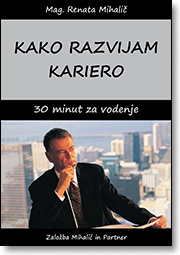 Mag. Renata Mihalič
KAKO RAZVIJAM
KARIERO
30 minut za vodenje
Založba Mihalič in Partner